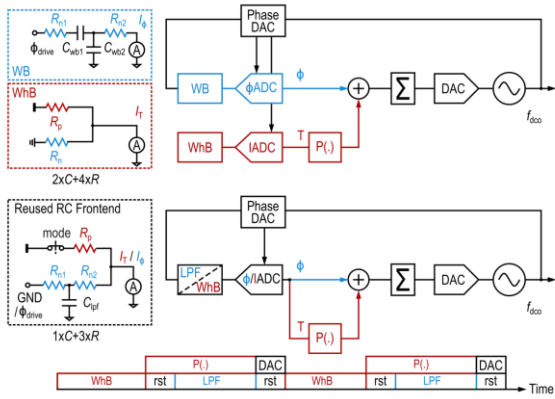 Rn1 Rn2 Iϕ
ϕdrive Cwb1 Cwb2 A
WB
WhB
Rp IT
Rn A
2xC+4xR
Phase
DAC
WB ϕADC ϕ + Σ DAC
fdco
WhB IADC T P(.)
Reused RC Frontend
mode Rp
IT / Iϕ
Rn1 Rn2
A
GND Clpf
/ϕdrive
1xC+3xR
Phase
DAC
LPF
WhB ϕ/IADC ϕ + Σ DAC
fdco
T P(.)
P(.) DAC P(.) DAC
WhB rst LPF rst WhB rst LPF rst Time